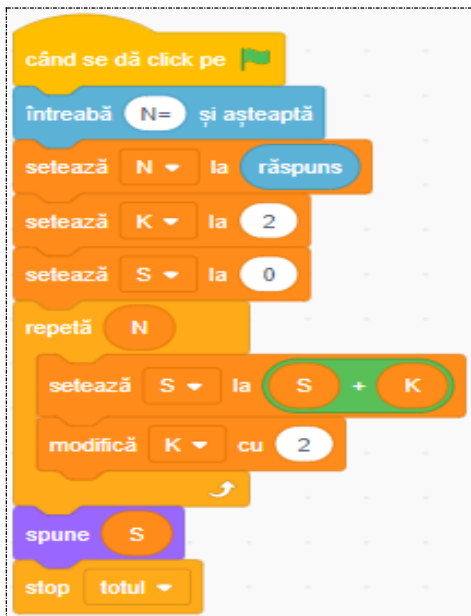 când se dă click pe
întreabă N= și așteaptă
setează N la răspuns
setează K la 2
setează S la 0
repetă N
setează S la S + K
modifică K cu 2
spune S
stop totul